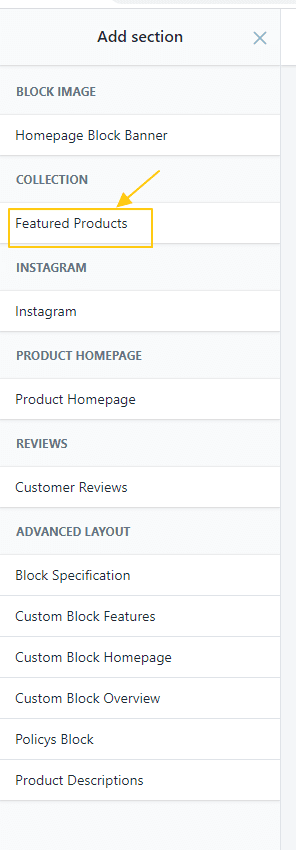 Add section
BLOCK IMAGE
Homepage Block Banner
COLLECTION
Featured Products
INSTAGRAM
Instagram
PRODUCT HOMEPAGE
Product Homepage
REVIEWS
Customer Reviews
ADVANCED LAYOUT
Block Specification
Custom Block Features
Custom Block Homepage
Custom Block Overview
Policys Block
Product Descriptions